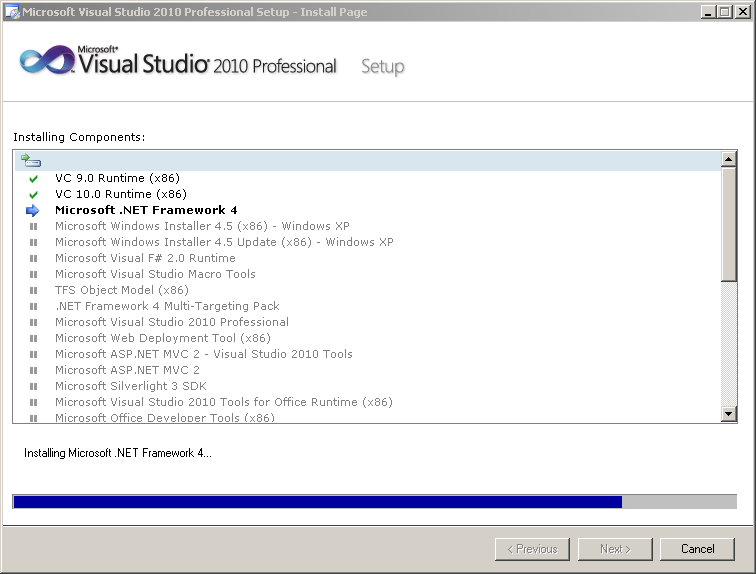 Microsoft Visual Studio 2010 Professional Setup - Install Page
Microsoft®
Visual Studio® 2010 Professional Setup
Installing Components:
VC 9.0 Runtime (x86)
VC 10.0 Runtime (x86)
Microsoft .NET Framework 4
Microsoft Windows Installer 4.5 (x86) - Windows XP
Microsoft Windows Installer 4.5 Update (x86) - Windows XP
Microsoft Visual F# 2.0 Runtime
Microsoft Visual Studio Macro Tools
TFS Object Model (x86)
.NET Framework 4 Multi-Targeting Pack
Microsoft Visual Studio 2010 Professional
Microsoft Web Deployment Tool (x86)
Microsoft ASP.NET MVC 2 - Visual Studio 2010 Tools
Microsoft ASP.NET MVC 2
Microsoft Silverlight 3 SDK
Microsoft Visual Studio 2010 Tools for Office Runtime (x86)
Microsoft Office Developer Tools (x86)
Installing Microsoft .NET Framework 4...
< Previous Next > Cancel